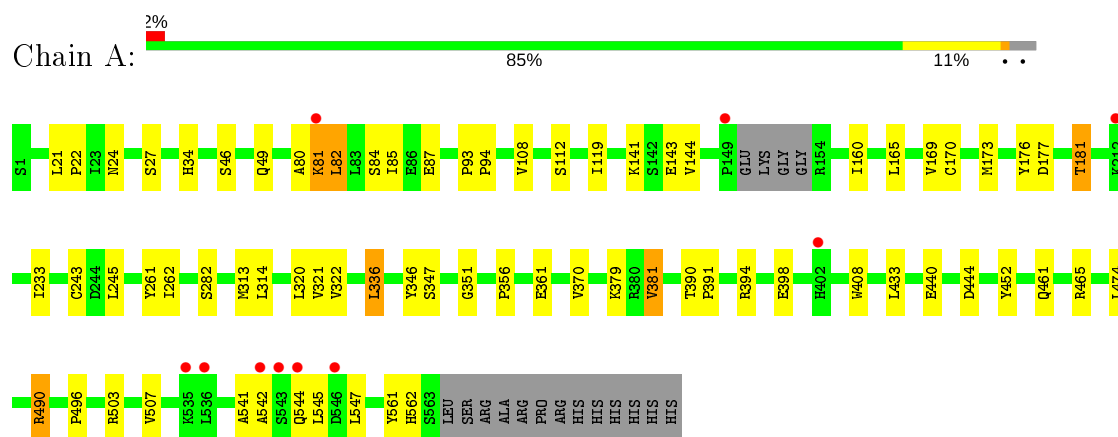 2%
Chain A:
85% 11% • •
S1 L21 P22 I23 N24 S27 H34 S46 Q49 A80 K81 L82 L83 S84 I85 E86 E87 P93 P94 V108 S112 I119 K141 S142 E143 V144 P149 GLU LYS GLY GLY R154 I160 L165 V169 C170 M173 Y176 D177 T181
I233 C243 D244 L245 Y261 I262 S282 M313 L314 L320 V321 V322 L336 Y346 S347 G351 P356 E361 V370 K379 R380 V381 T390 P391 R394 E398 H402 W408 L433 E440 D444 Y452 Q461 R465
R490 P496 R503 V507 K535 L536 A541 A542 S543 Q544 L545 D546 L547 Y561 H562 S563 LEU SER ARG ALA ARG PRO ARG HIS HIS HIS HIS HIS HIS